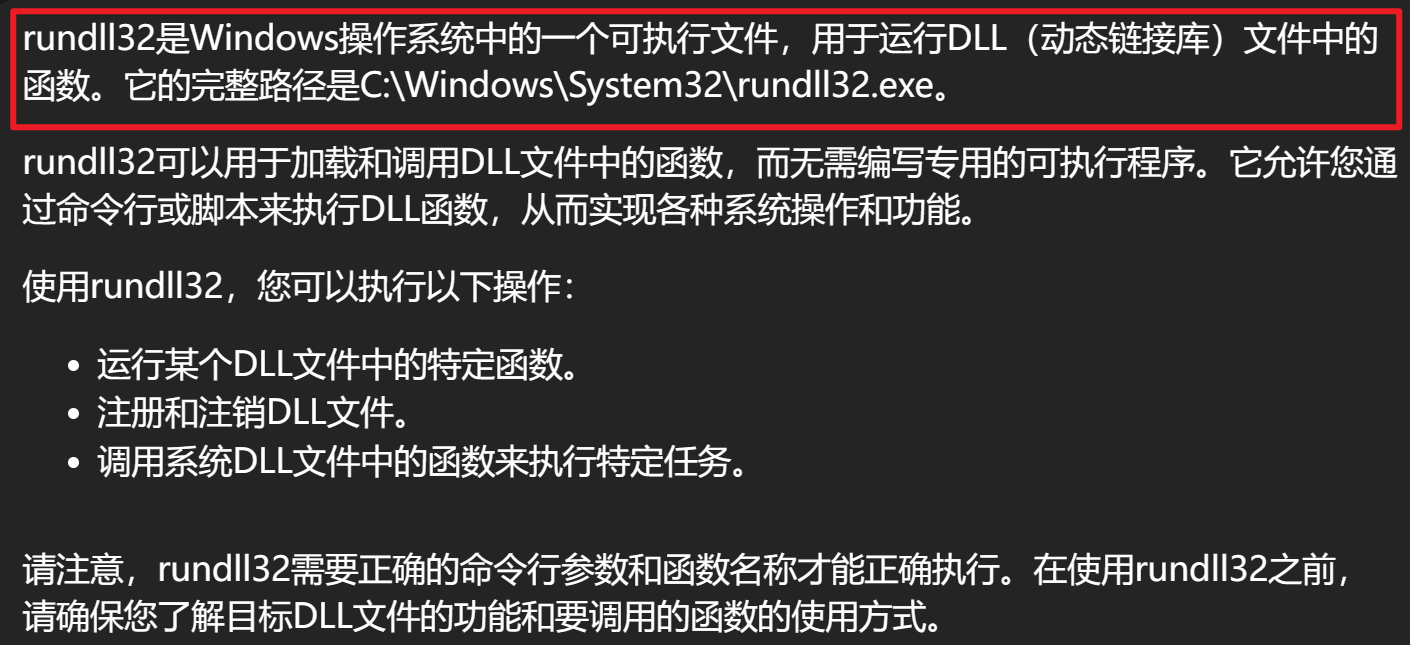 rundll32是Windows操作系统中的一个可执行文件，用于运行DLL（动态链接库）文件中的
函数。它的完整路径是C:\Windows\System32\rundll32.exe。
rundll32可以用于加载和调用DLL文件中的函数，而无需编写专用的可执行程序。它允许您通
过命令行或脚本来执行DLL函数，从而实现各种系统操作和功能。
使用rundll32，您可以执行以下操作：
• 运行某个DLL文件中的特定函数。
• 注册和注销DLL文件。
• 调用系统DLL文件中的函数来执行特定任务。
请注意，rundll32需要正确的命令行参数和函数名称才能正确执行。在使用rundll32之前，
请确保您了解目标DLL文件的功能和要调用的函数的使用方式。